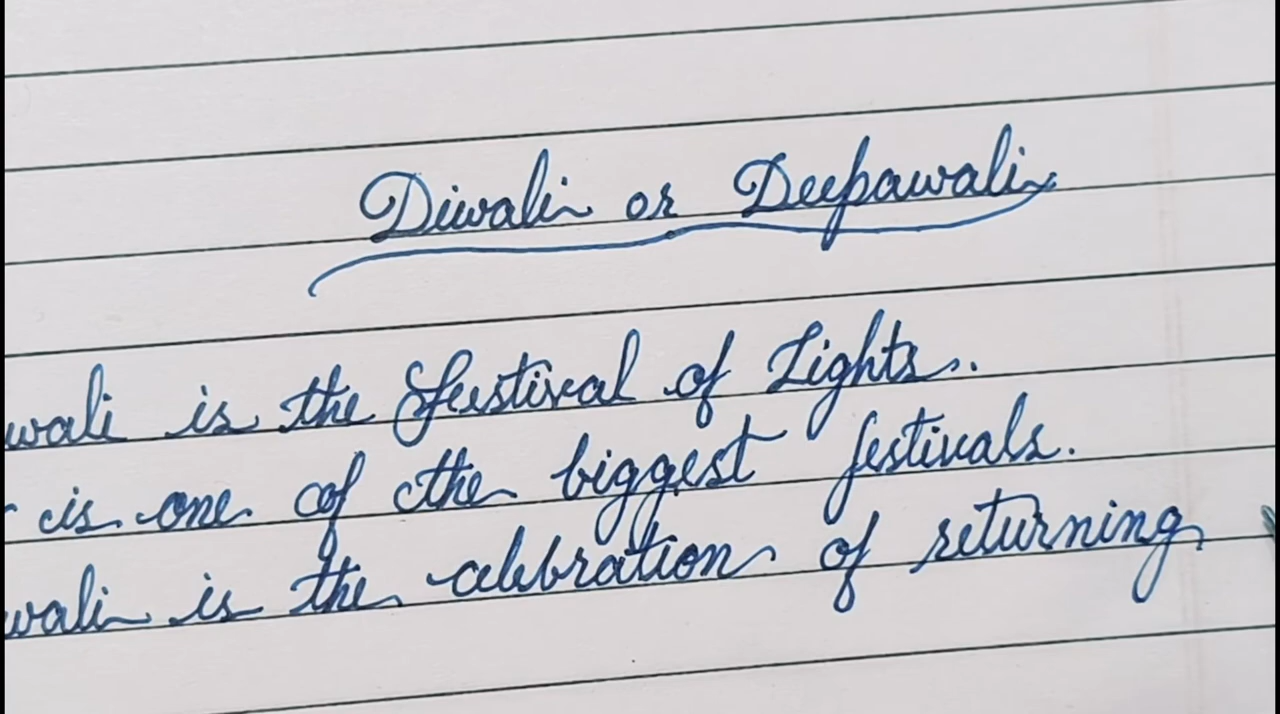 Diwali or Deepawali
wali is the Festival of Lights.
is one of the biggest festivals.
wali is the celebration of returning